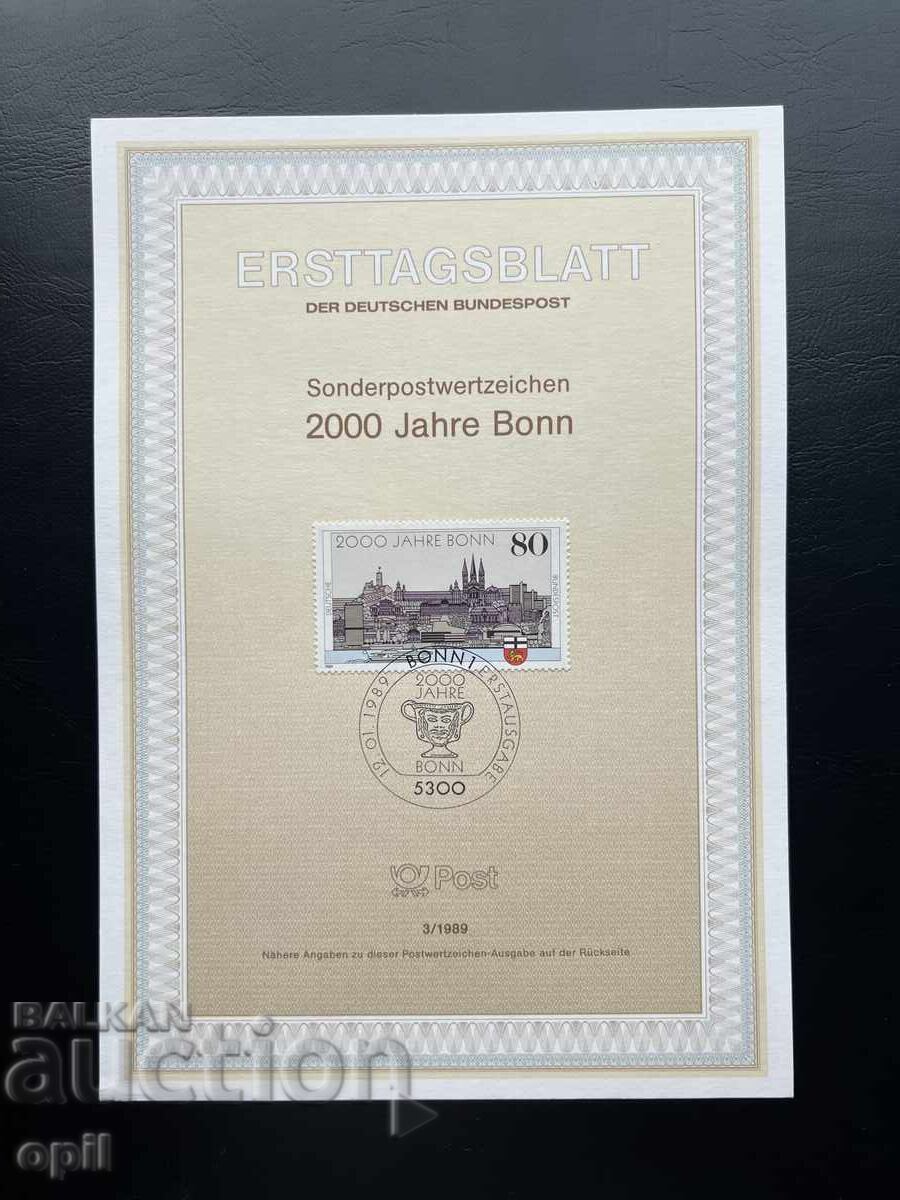 ERSTTAGSBLATT
DER DEUTSCHEN BUNDESPOST
Sonderpostwertzeichen
2000 Jahre Bonn
2000 JAHRE BONN 80
DEUTSCHE
BUNDESPOST
BONN 1
12.01.1989
ERSTAUSGABE
2000
JAHRE
BONN
5300
Post
3/1989
Nähere Angaben zu dieser Postwertzeichen-Ausgabe auf der Rückseite
BALKAN
auction
opil